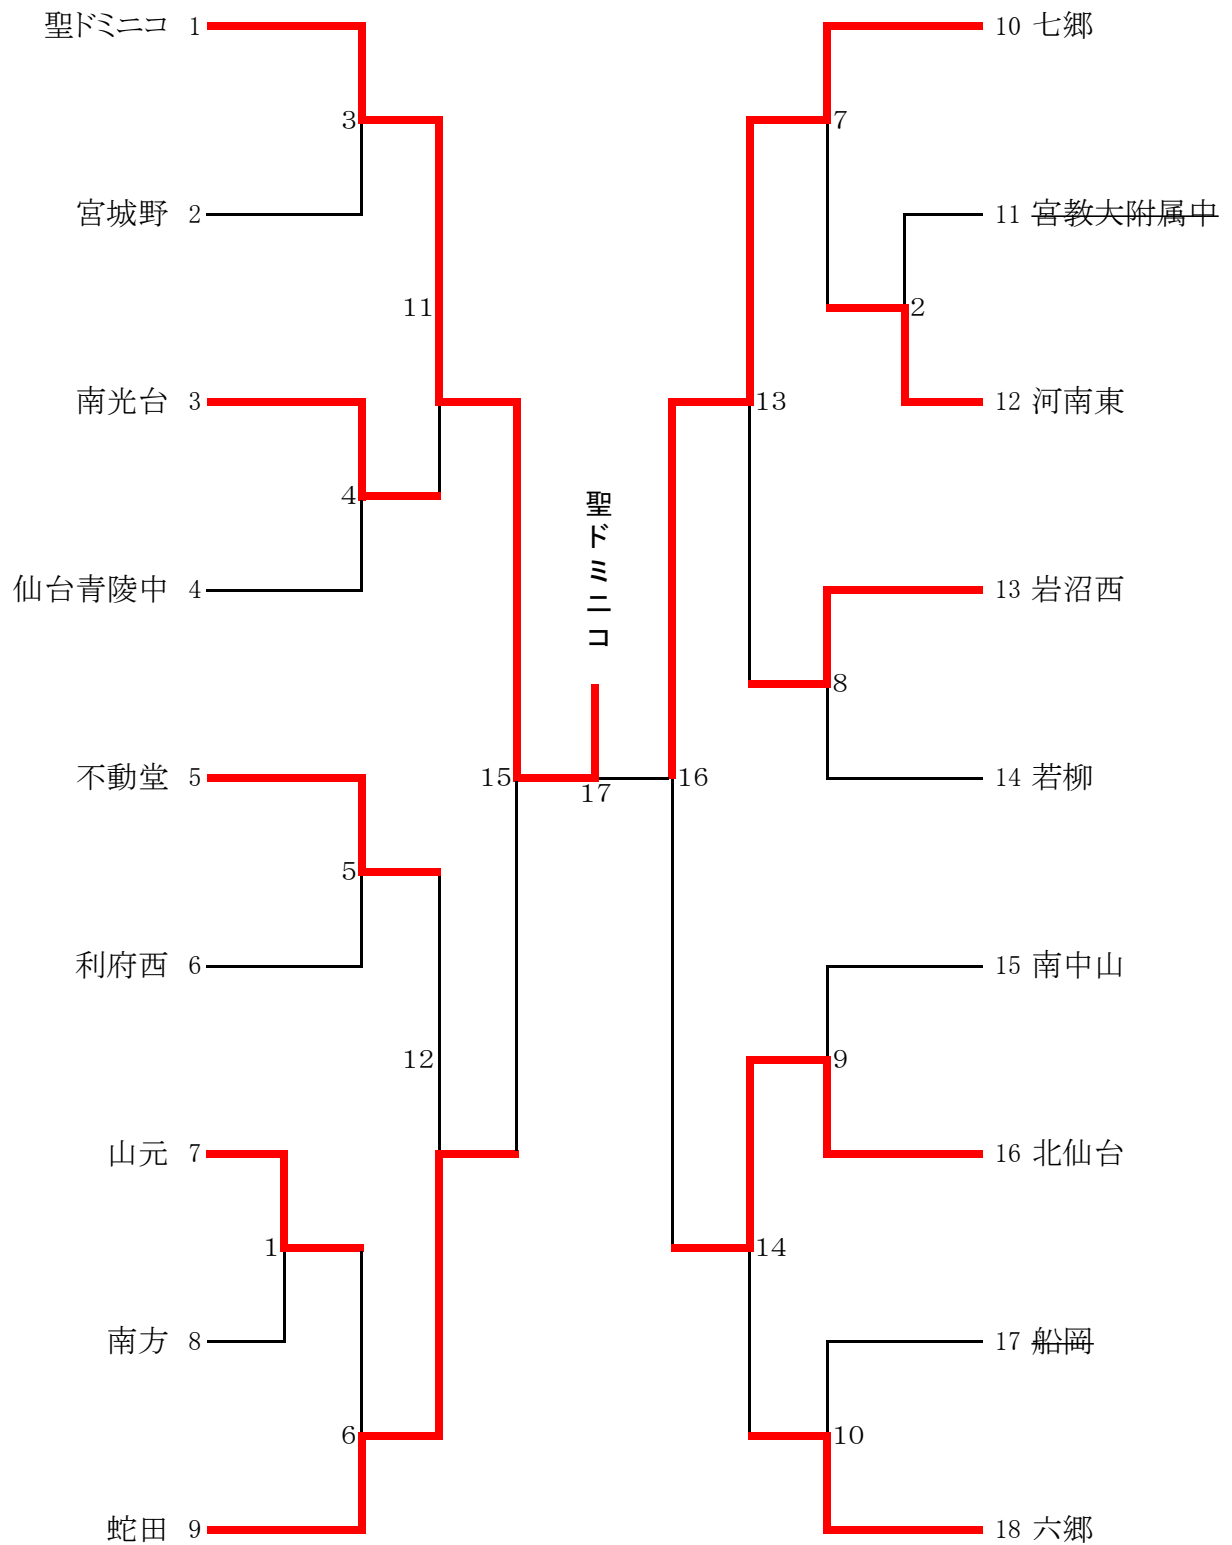 聖ドミニコ 1
宮城野 2
南光台 3
仙台青陵中 4
不動堂 5
利府西 6
山元 7
南方 8
蛇田 9
3
11
4
5
12
1
6
15
聖ドミニコ
17
16
7
2
13
8
9
14
10
10 七郷
11 宮教大附属中
12 河南東
13 岩沼西
14 若柳
15 南中山
16 北仙台
17 船岡
18 六郷